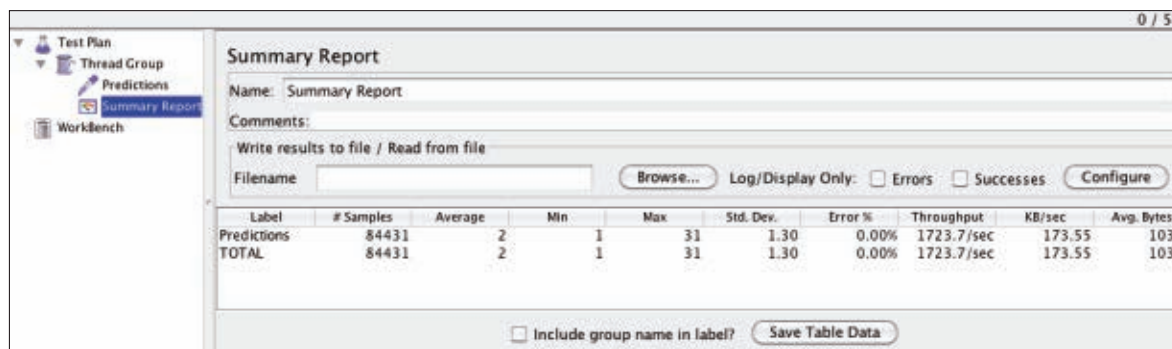 0 / 5
Test Plan
Thread Group
Predictions
Summary Report
WorkBench
Summary Report
Name: Summary Report
Comments:
Write results to file / Read from file
Filename Browse... Log/Display Only: Errors Successes Configure
Label # Samples Average Min Max Std. Dev. Error % Throughput KB/sec Avg. Bytes
Predictions 84431 2 1 31 1.30 0.00% 1723.7/sec 173.55 103
TOTAL 84431 2 1 31 1.30 0.00% 1723.7/sec 173.55 103
Include group name in label? Save Table Data